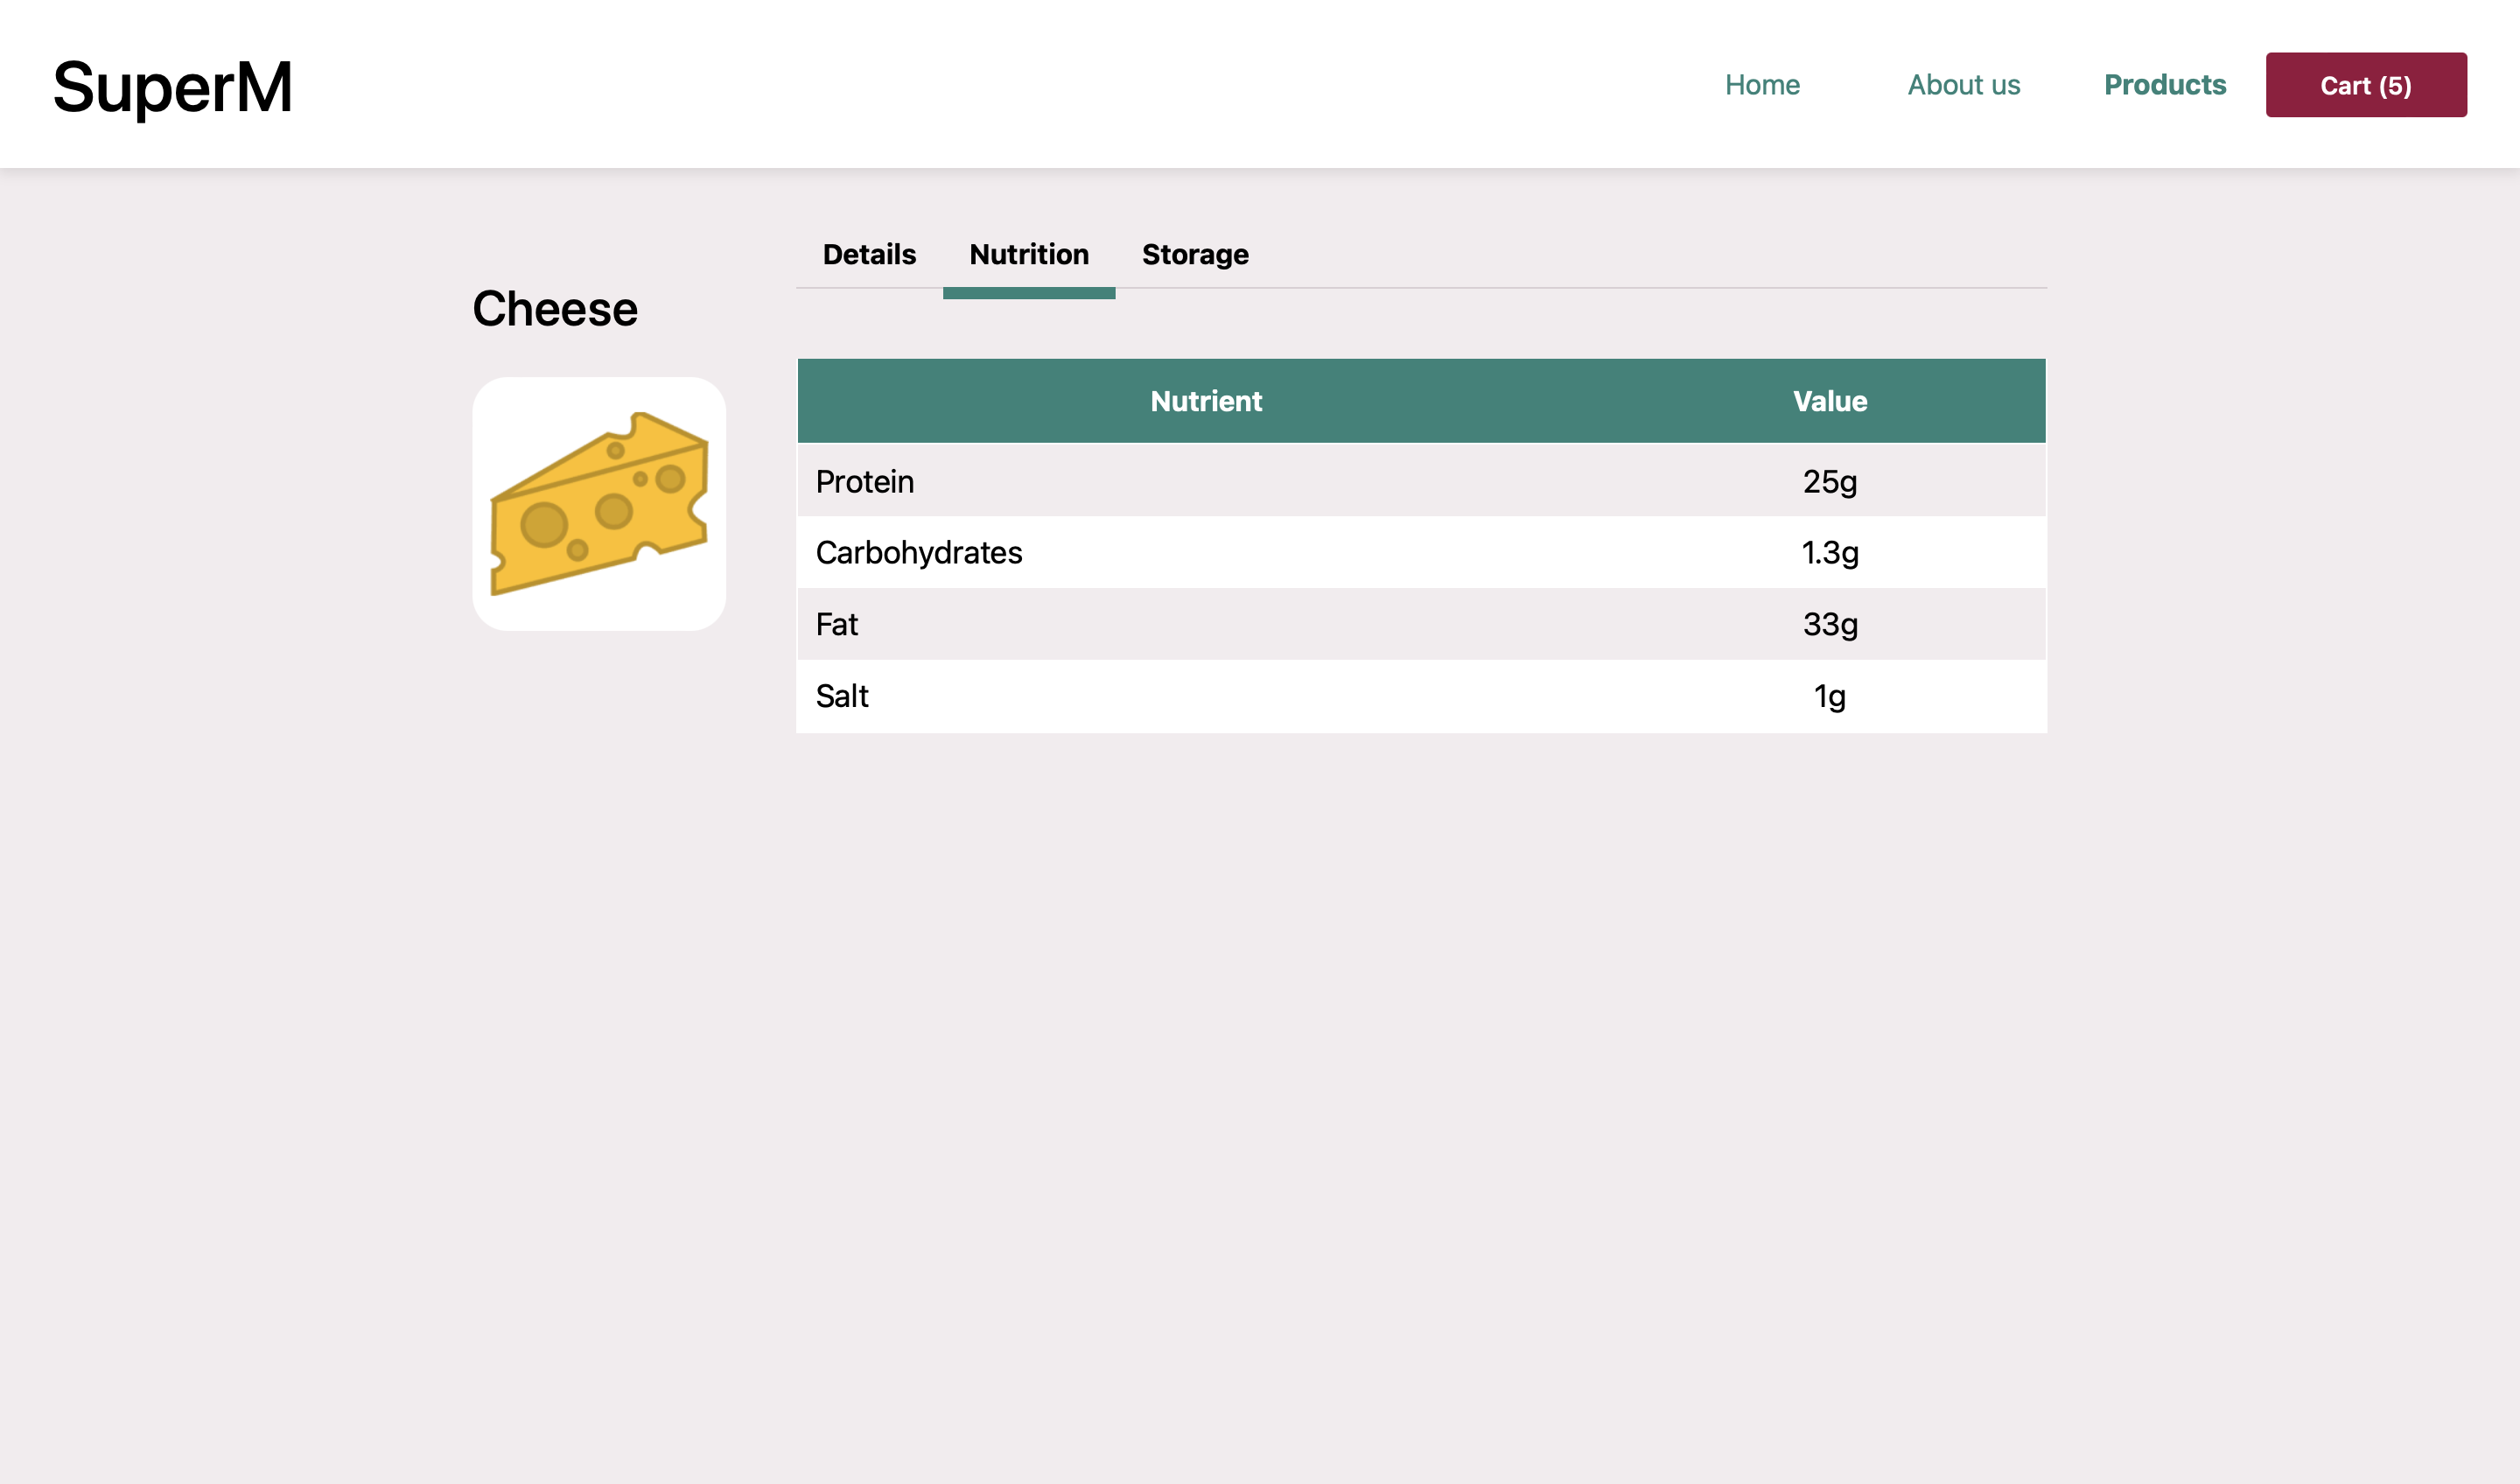 SuperM
Home About us Products Cart (5)
Details Nutrition Storage
Cheese
Nutrient Value
Protein 25g
Carbohydrates 1.3g
Fat 33g
Salt 1g